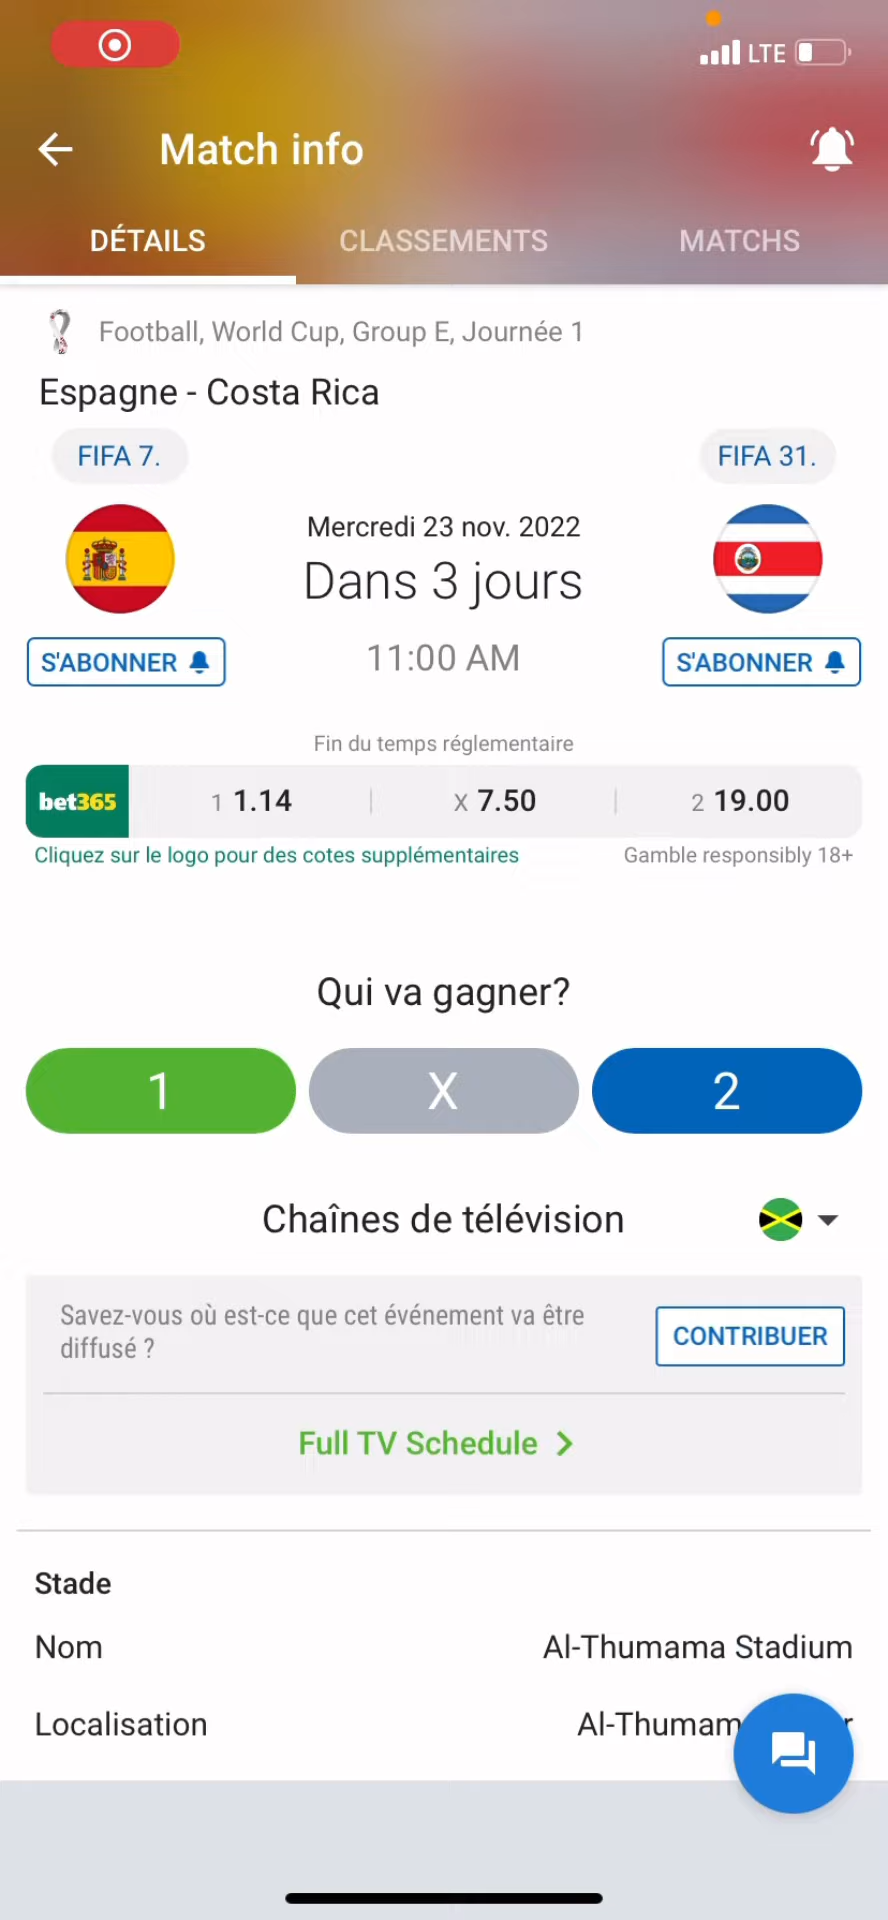 LTE
Match info
DÉTAILS CLASSEMENTS MATCHS
Football, World Cup, Group E, Journée 1
Espagne - Costa Rica
FIFA 7. FIFA 31.
Mercredi 23 nov. 2022
Dans 3 jours
S'ABONNER 11:00 AM S'ABONNER
Fin du temps réglementaire
bet365 1 1.14 X 7.50 2 19.00
Cliquez sur le logo pour des cotes supplémentaires Gamble responsibly 18+
Qui va gagner?
1 X 2
Chaînes de télévision
Savez-vous où est-ce que cet événement va être
diffusé ?
CONTRIBUER
Full TV Schedule
Stade
Nom Al-Thumama Stadium
Localisation